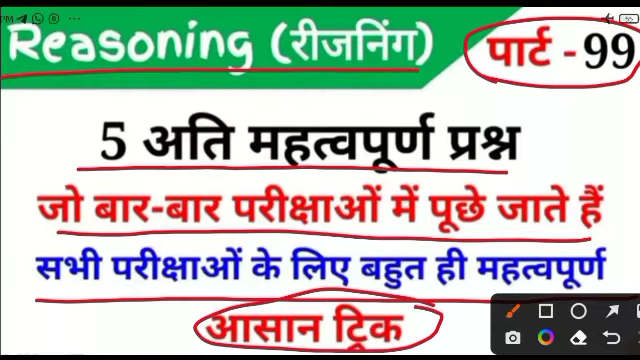 Reasoning (रीजनिंग) पार्ट - 99
5 अति महत्वपूर्ण प्रश्न
जो बार-बार परीक्षाओं में पूछे जाते हैं
सभी परीक्षाओं के लिए बहुत ही महत्वपूर्ण
आसान ट्रिक